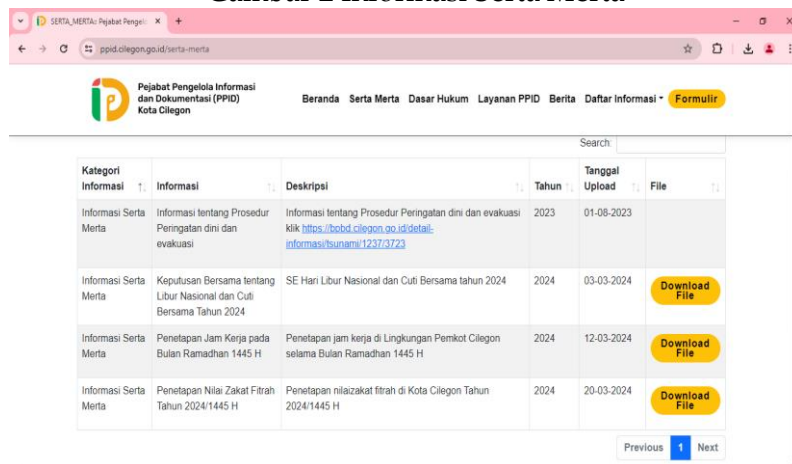 SERTA_MERTA: Pejabat Pengel
ppid.cilegon.go.id/serta-merta
Pejabat Pengelola Informasi
dan Dokumentasi (PPID)
Kota Cilegon
Beranda Serta Merta Dasar Hukum Layanan PPID Berita Daftar Informasi Formulir
Search:
Kategori
Informasi Informasi Deskripsi Tahun Tanggal
Upload File
Informasi Serta
Merta
Informasi tentang Prosedur
Peringatan dini dan
evakuasi
Informasi tentang Prosedur Peringatan dini dan evakuasi
klik https://bpbd.cilegon.go.id/detail-
informasi/tsunami/1237/3723
2023
01-08-2023
Informasi Serta
Merta
Keputusan Bersama tentang
Libur Nasional dan Cuti
Bersama Tahun 2024
SE Hari Libur Nasional dan Cuti Bersama tahun 2024
2024
03-03-2024
Download
File
Informasi Serta
Merta
Penetapan Jam Kerja pada
Bulan Ramadhan 1445 H
Penetapan jam kerja di Lingkungan Pemkot Cilegon
selama Bulan Ramadhan 1445 H
2024
12-03-2024
Download
File
Informasi Serta
Merta
Penetapan Nilai Zakat Fitrah
Tahun 2024/1445 H
Penetapan nilaizakat fitrah di Kota Cilegon Tahun
2024/1445 H
2024
20-03-2024
Download
File
Previous 1 Next